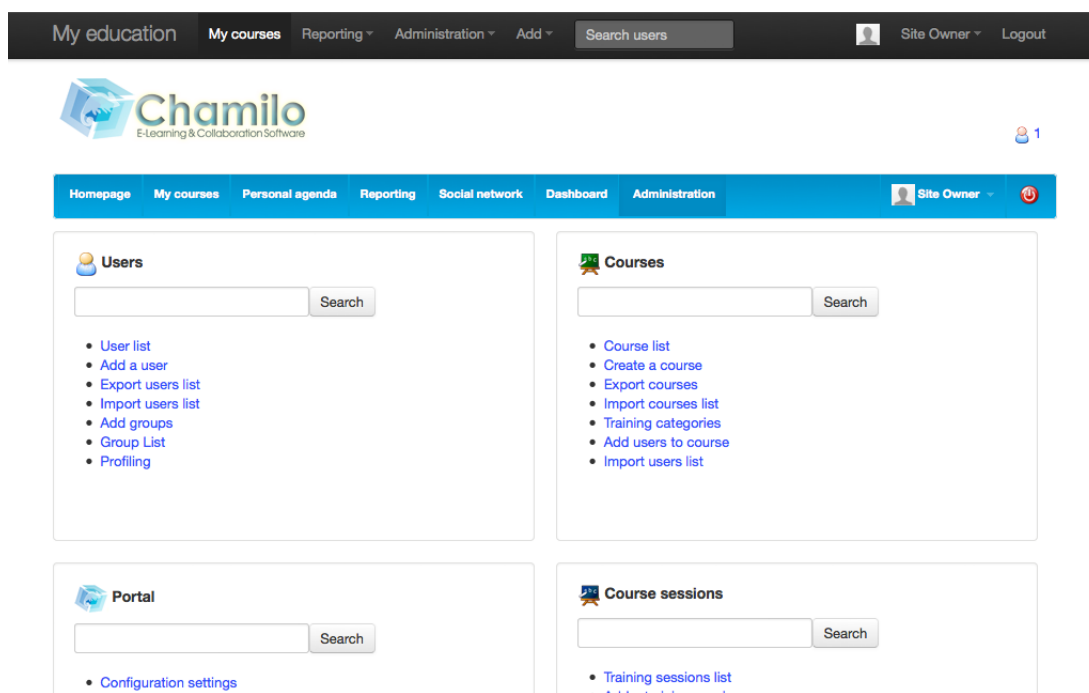 My education My courses Reporting Administration Add Search users Site Owner Logout
Chamilo
E-Learning & Collaboration Software
1
Homepage My courses Personal agenda Reporting Social network Dashboard Administration Site Owner
Users
Search
User list
Add a user
Export users list
Import users list
Add groups
Group List
Profiling
Courses
Search
Course list
Create a course
Export courses
Import courses list
Training categories
Add users to course
Import users list
Portal
Search
Configuration settings
Course sessions
Search
Training sessions list